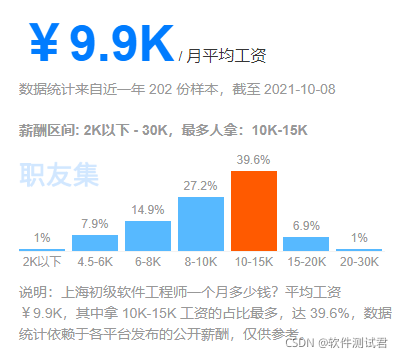 ￥9.9K / 月平均工资
数据统计来自近一年 202 份样本，截至 2021-10-08
薪酬区间: 2K以下 - 30K，最多人拿：10K-15K
职友集
1% 7.9% 14.9% 27.2% 39.6% 6.9% 1%
2K以下 4.5-6K 6-8K 8-10K 10-15K 15-20K 20-30K
说明：上海初级软件工程师一个月多少钱？平均工资
￥9.9K，其中拿 10K-15K 工资的占比最多，达 39.6%，数据
统计依赖于各平台发布的公开薪酬，仅供参考。
CSDN @软件测试君